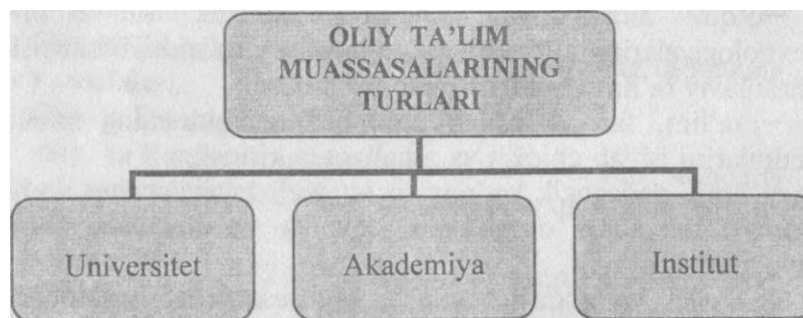 OLIY TA’LIM
MUASSASALARINING
TURLARI
Universitet
Akademiya
Institut